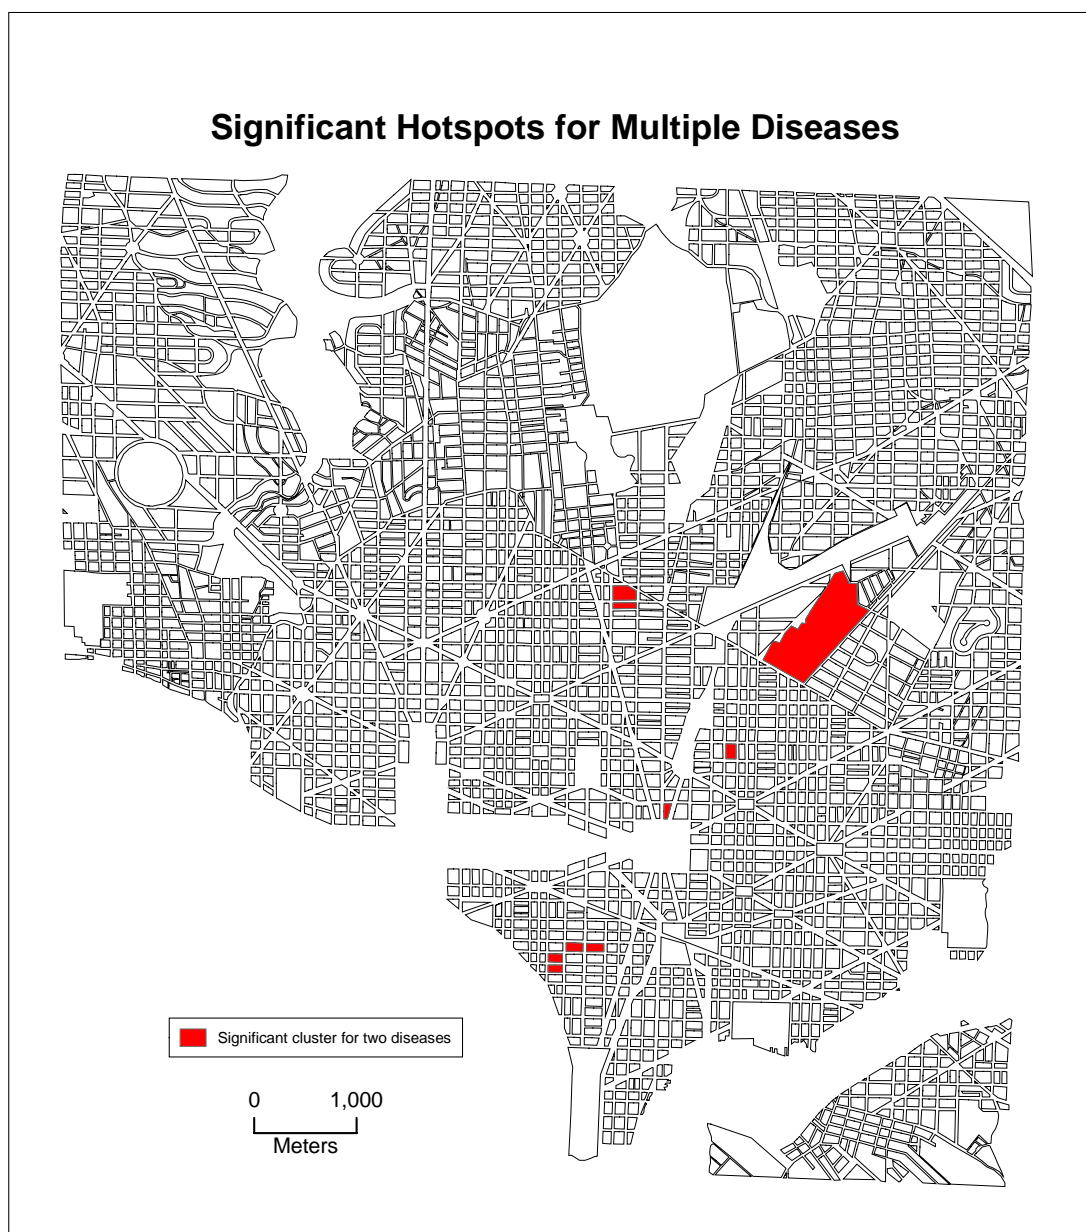 Significant Hotspots for Multiple Diseases
Significant cluster for two diseases
0 1,000
Meters